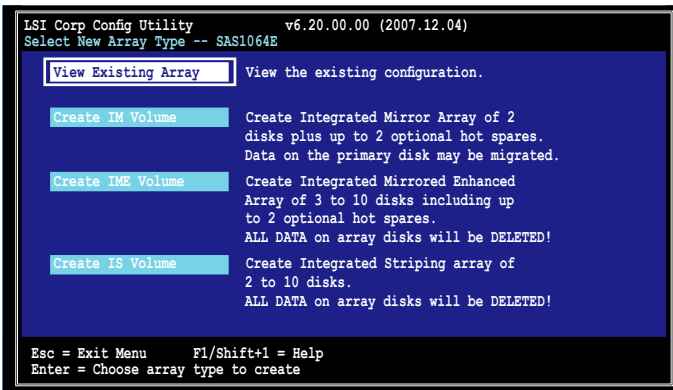 LSI Corp Config Utility v6.20.00.00 (2007.12.04)
Select New Array Type -- SAS1064E
View Existing Array View the existing configuration.
Create IM Volume Create Integrated Mirror Array of 2
disks plus up to 2 optional hot spares.
Data on the primary disk may be migrated.
Create IME Volume Create Integrated Mirrored Enhanced
Array of 3 to 10 disks including up
to 2 optional hot spares.
ALL DATA on array disks will be DELETED!
Create IS Volume Create Integrated Striping array of
2 to 10 disks.
ALL DATA on array disks will be DELETED!
Esc = Exit Menu F1/Shift+1 = Help
Enter = Choose array type to create